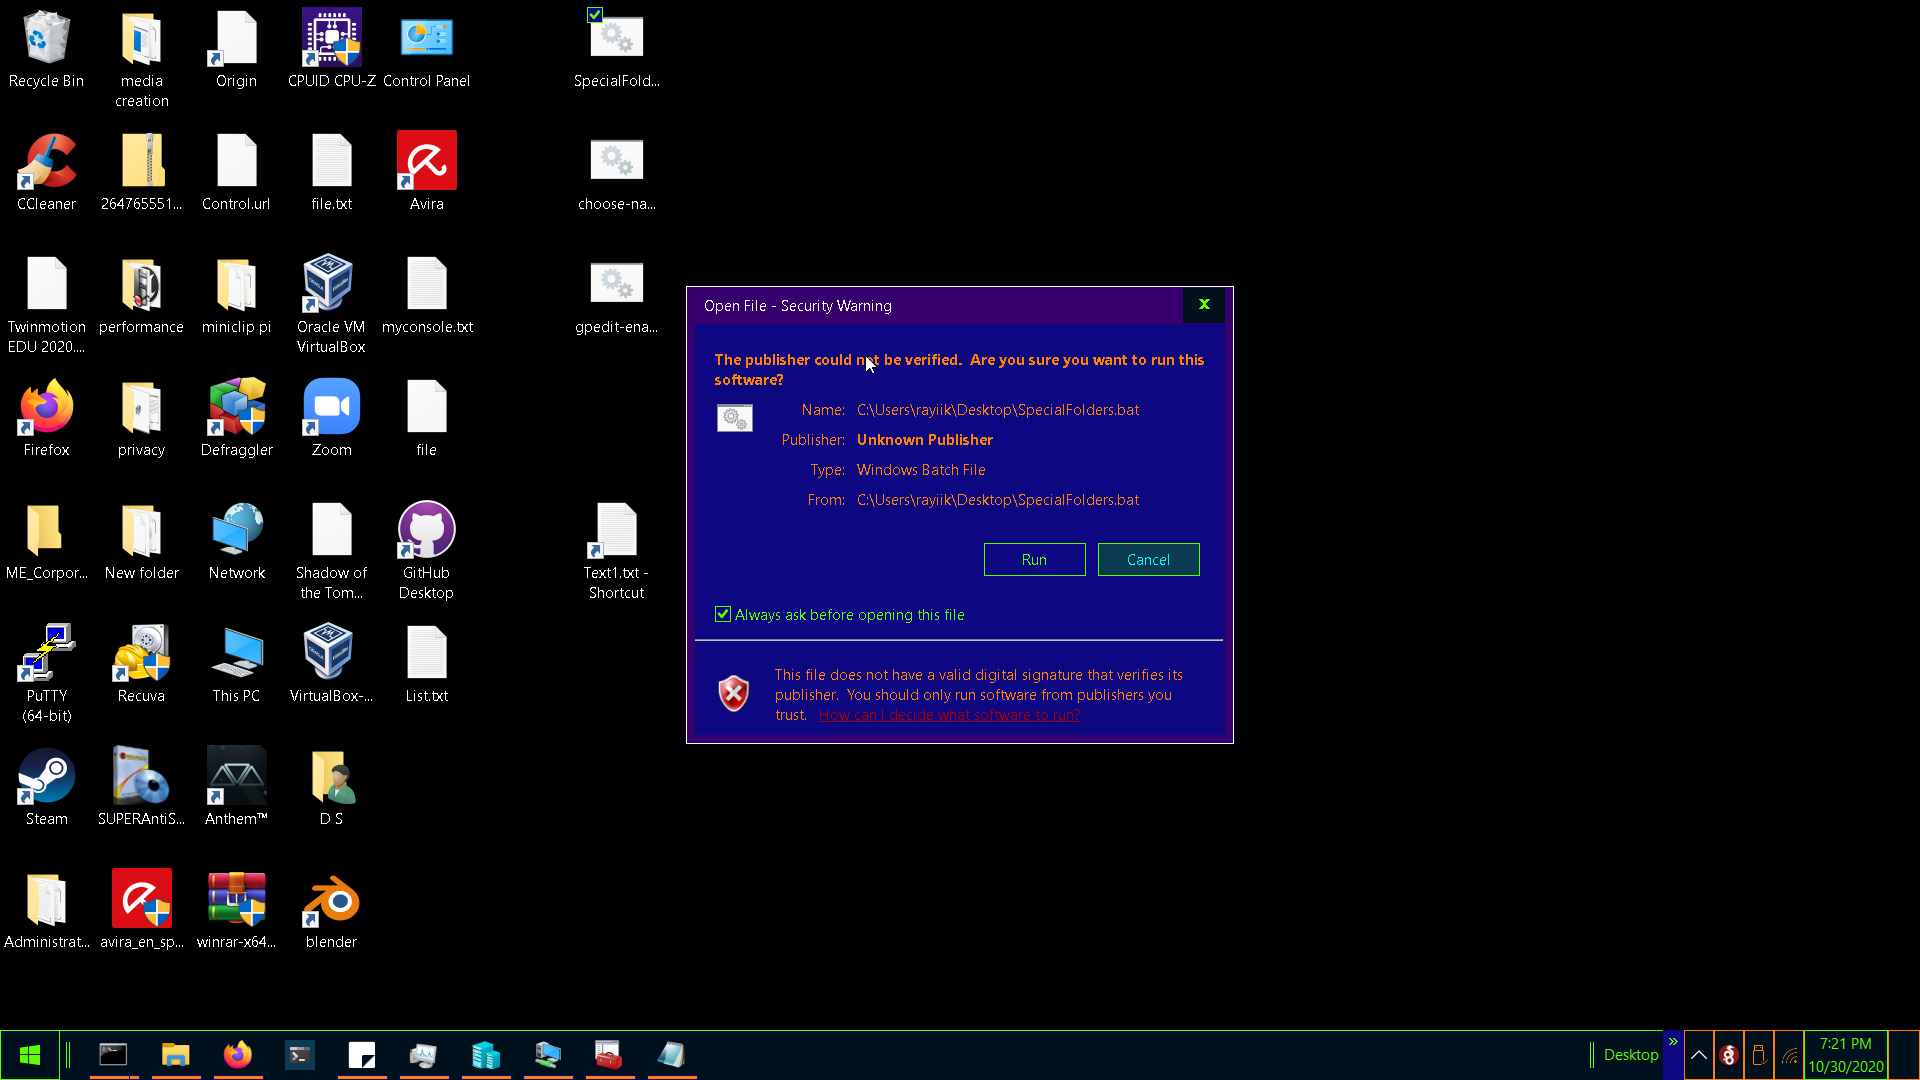 Recycle Bin
media
creation
Origin
CPUID CPU-Z
Control Panel
SpecialFold...
CCleaner
264765551...
Control.url
file.txt
Avira
choose-na...
Twinmotion
EDU 2020....
performance
miniclip pi
Oracle VM
VirtualBox
myconsole.txt
gpedit-ena...
Firefox
privacy
Defraggler
Zoom
file
ME_Corpor...
New folder
Network
Shadow of
the Tom...
GitHub
Desktop
Text1.txt -
Shortcut
PuTTY
(64-bit)
Recuva
This PC
VirtualBox-...
List.txt
Steam
SUPERAntiS...
Anthem™
D S
Administrat...
avira_en_sp...
winrar-x64...
blender
Open File - Security Warning
The publisher could not be verified.  Are you sure you want to run this
software?
Name: C:\Users\rayiik\Desktop\SpecialFolders.bat
Publisher: Unknown Publisher
Type: Windows Batch File
From: C:\Users\rayiik\Desktop\SpecialFolders.bat
Run
Cancel
Always ask before opening this file
This file does not have a valid digital signature that verifies its
publisher.  You should only run software from publishers you
trust.  How can I decide what software to run?
Desktop
»
7:21 PM
10/30/2020